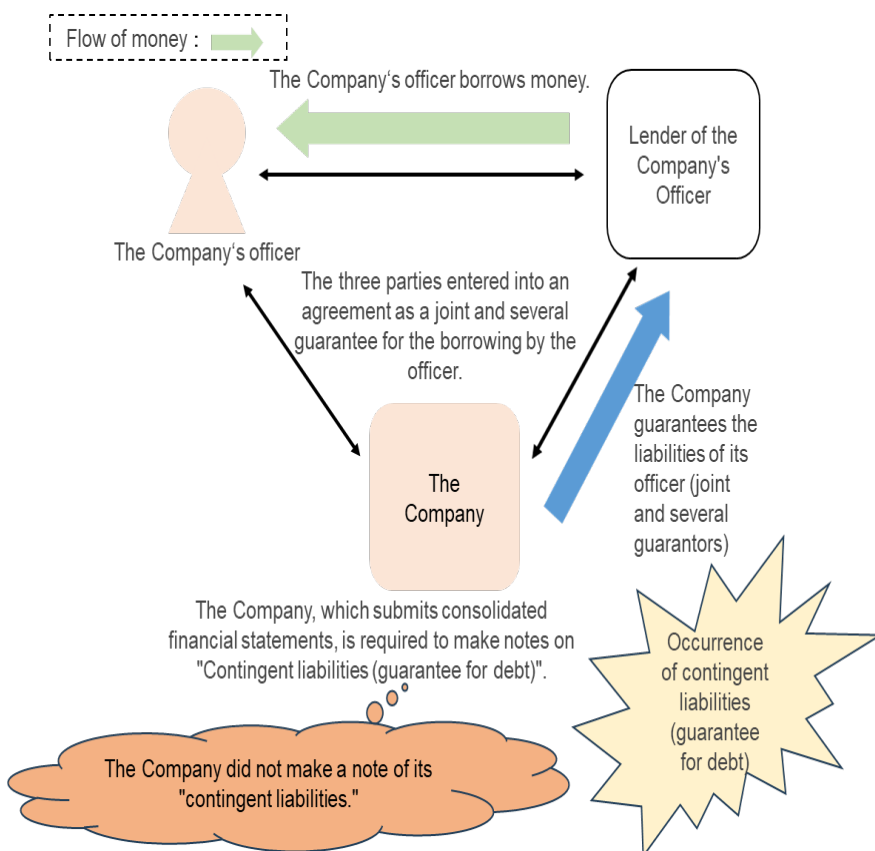 Flow of money :
The Company‘s officer borrows money.
Lender of the
Company's
Officer
The Company‘s officer
The three parties entered into an
agreement as a joint and several
guarantee for the borrowing by the
officer.
The Company
guarantees the
liabilities of its
officer (joint
and several
guarantors)
The
Company
The Company, which submits consolidated
financial statements, is required to make notes on
"Contingent liabilities (guarantee for debt)".
Occurrence
of contingent
liabilities
(guarantee
for debt)
The Company did not make a note of its
"contingent liabilities."